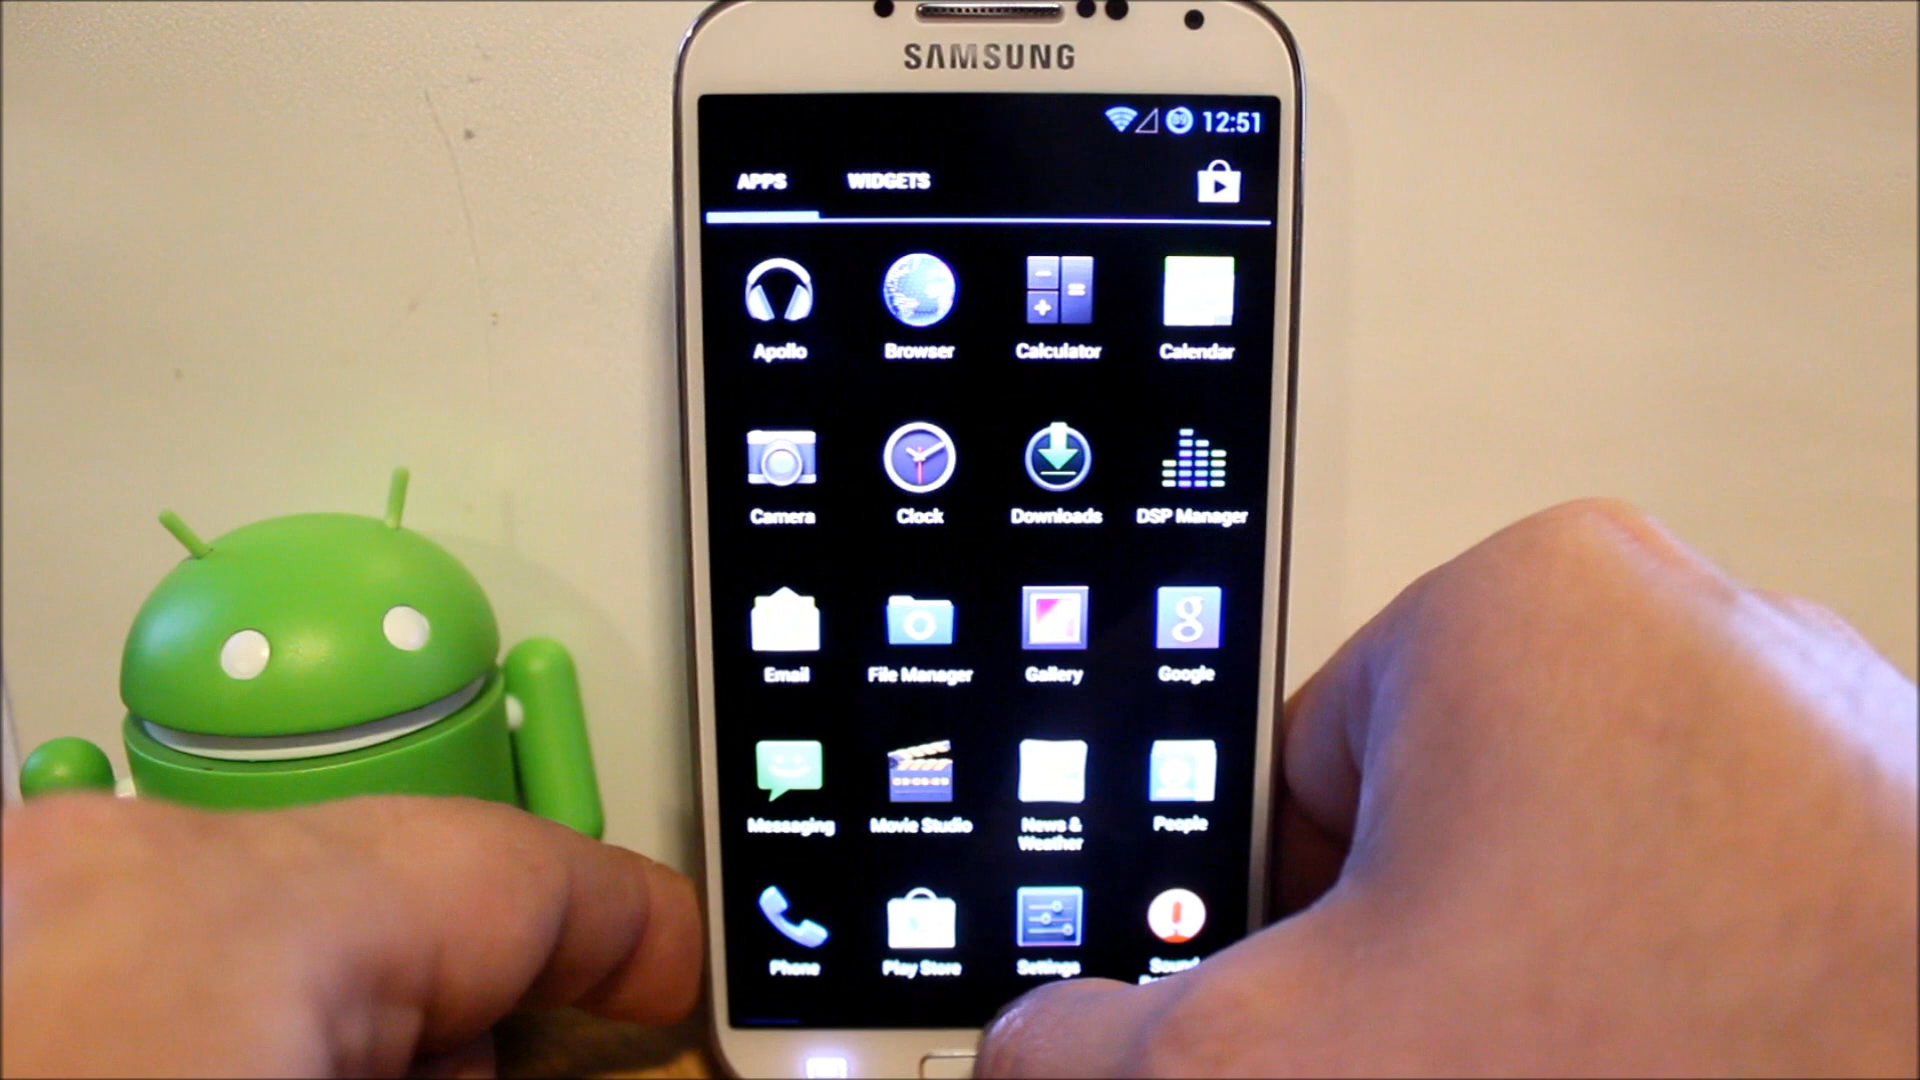 SAMSUNG
12:51
APPS WIDGETS
Apollo Browser Calculator Calendar
Camera Clock Downloads DSP Manager
Email File Manager Gallery Google
Messaging Movie Studio News & People
Weather
Phone Play Store Settings Sound